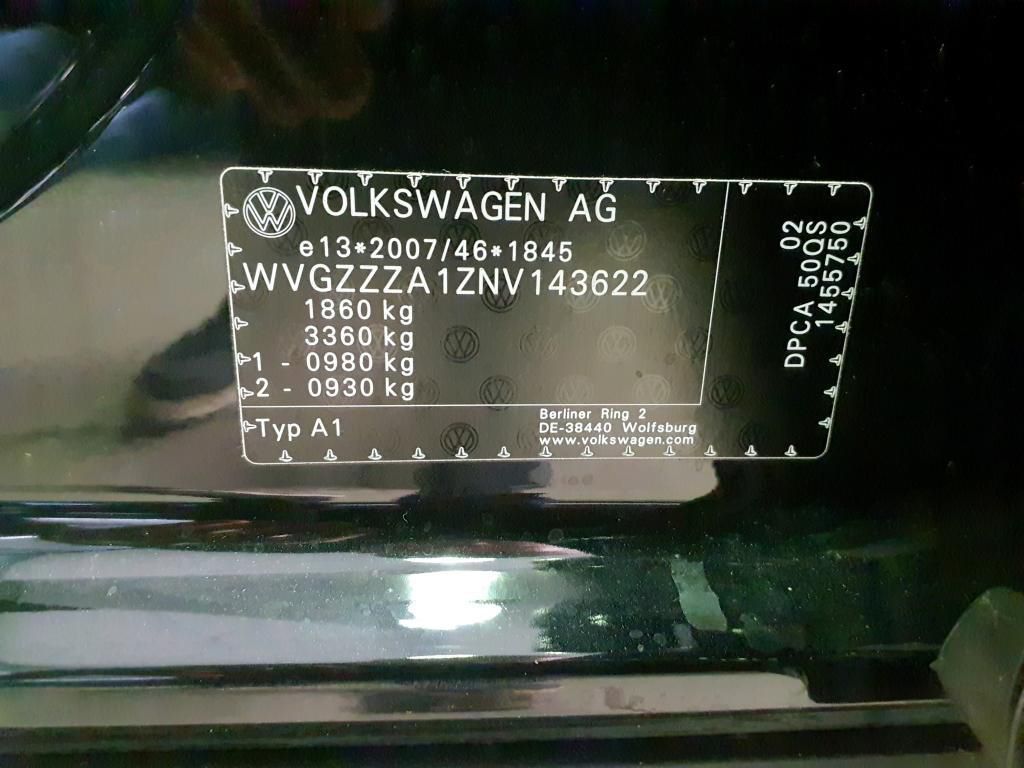 VOLKSWAGEN AG
e13*2007/46*1845
WVGZZZA1ZNV143622
1860 kg
3360 kg
1 - 0980 kg
2 - 0930 kg
Typ A1
Berliner Ring 2
DE-38440 Wolfsburg
www.volkswagen.com
DPCA 50QS 02
1455750